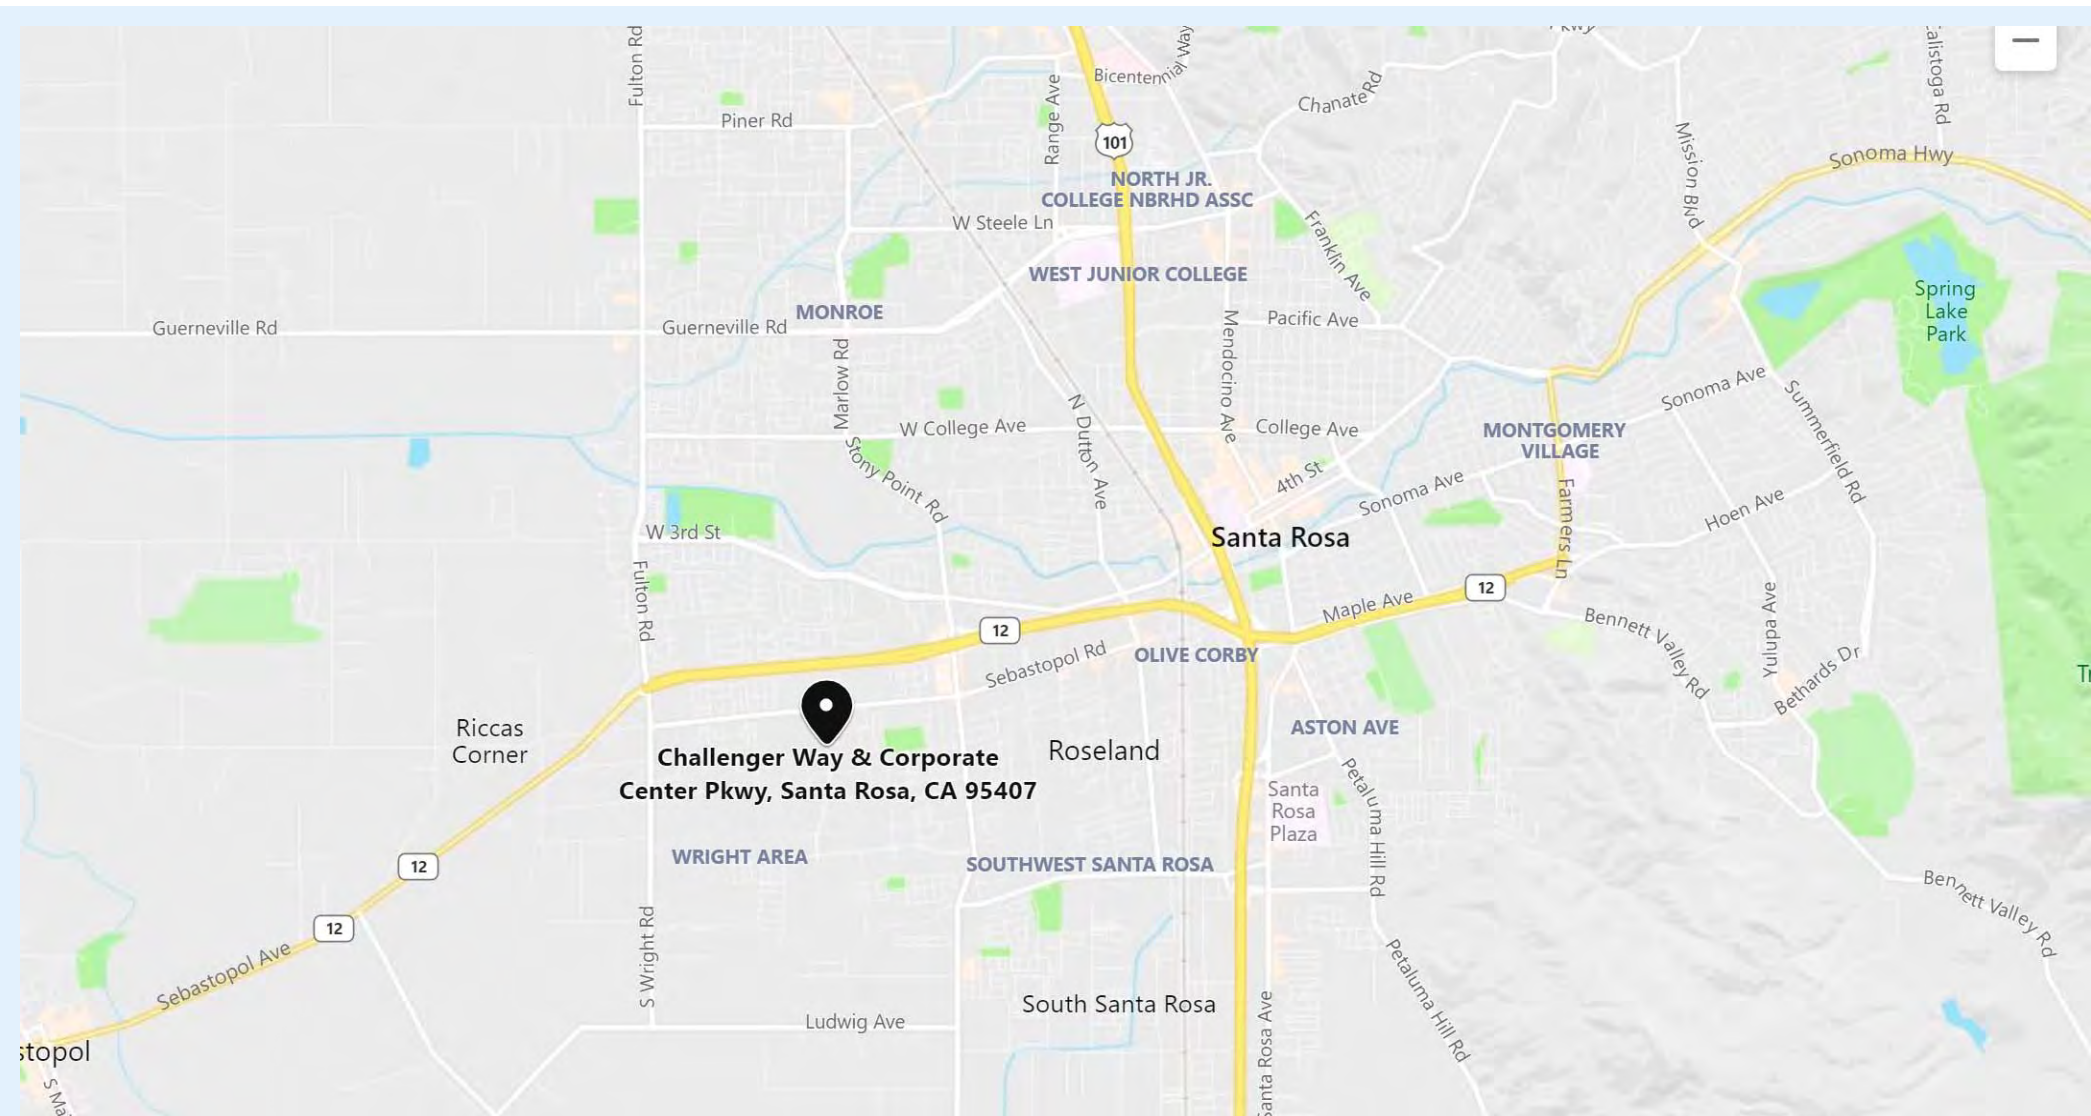 Fulton Rd
Bicentennial Way
Pkwy
Calistoga Rd
Piner Rd
Range Ave
Chanate Rd
101
Mission Blvd
Sonoma Hwy
NORTH JR.
COLLEGE NBRHD ASSC
W Steele Ln
Franklin Ave
WEST JUNIOR COLLEGE
Spring
Lake
Park
MONROE
Guerneville Rd
Guerneville Rd
Pacific Ave
Mendocino Ave
Marlow Rd
N Dutton Ave
Sonoma Ave
Summerfield Rd
W College Ave
College Ave
MONTGOMERY
VILLAGE
Stony Point Rd
4th St
Sonoma Ave
Farmers Ln
Hoen Ave
W 3rd St
Santa Rosa
Fulton Rd
12
Maple Ave
12
Bennett Valley Rd
Yulupa Ave
Sebastopol Rd
OLIVE CORBY
Bethards Dr
Tr
Riccas
Corner
Challenger Way & Corporate
Center Pkwy, Santa Rosa, CA 95407
Roseland
ASTON AVE
Santa
Rosa
Plaza
Petaluma Hill Rd
WRIGHT AREA
SOUTHWEST SANTA ROSA
12
Bennett Valley Rd
12
Sebastopol Ave
S Wright Rd
Petaluma Hill Rd
South Santa Rosa
Santa Rosa Ave
Ludwig Ave
stopol
S Ma